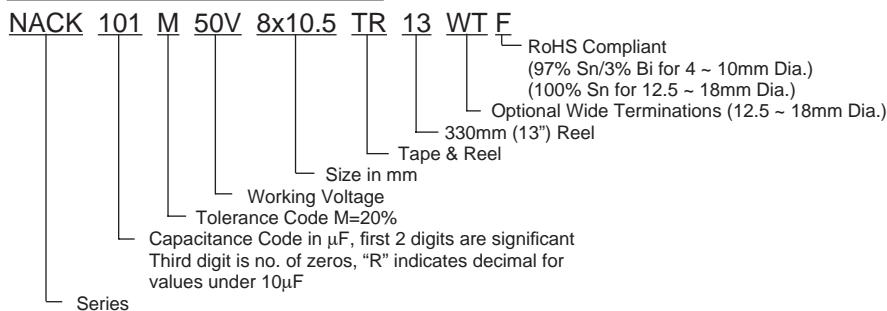 NACK 101 M 50V 8x10.5 TR 13 WT F
RoHS Compliant
(97% Sn/3% Bi for 4 ~ 10mm Dia.)
(100% Sn for 12.5 ~ 18mm Dia.)
Optional Wide Terminations (12.5 ~ 18mm Dia.)
330mm (13”) Reel
Tape & Reel
Size in mm
Working Voltage
Tolerance Code M=20%
Capacitance Code in μF, first 2 digits are significant
Third digit is no. of zeros, “R” indicates decimal for
values under 10μF
Series